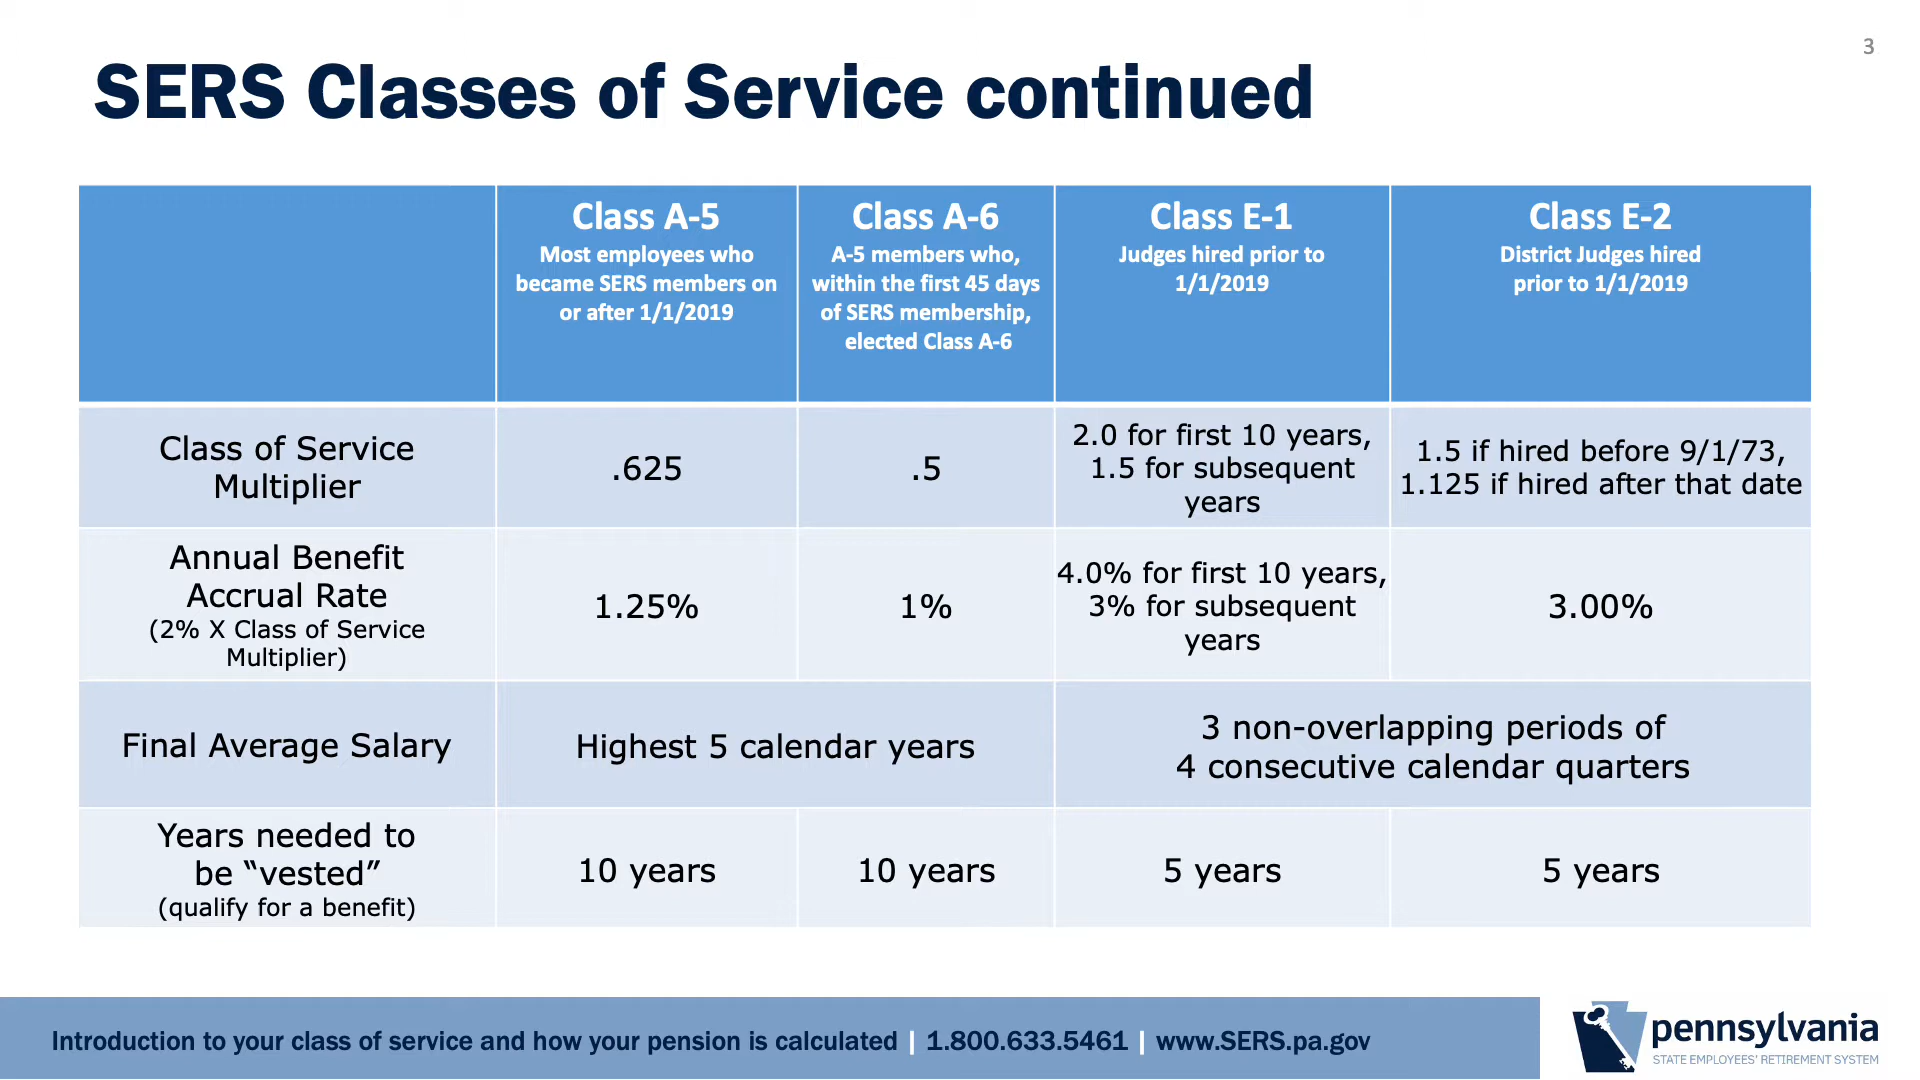 3
SERS Classes of Service continued
Class A-5
Most employees who
became SERS members on
or after 1/1/2019
Class A-6
A-5 members who,
within the first 45 days
of SERS membership,
elected Class A-6
Class E-1
Judges hired prior to
1/1/2019
Class E-2
District Judges hired
prior to 1/1/2019
Class of Service
Multiplier
.625
.5
2.0 for first 10 years,
1.5 for subsequent
years
1.5 if hired before 9/1/73,
1.125 if hired after that date
Annual Benefit
Accrual Rate
(2% X Class of Service
Multiplier)
1.25%
1%
4.0% for first 10 years,
3% for subsequent
years
3.00%
Final Average Salary
Highest 5 calendar years
3 non-overlapping periods of
4 consecutive calendar quarters
Years needed to
be “vested”
(qualify for a benefit)
10 years
10 years
5 years
5 years
Introduction to your class of service and how your pension is calculated | 1.800.633.5461 | www.SERS.pa.gov
pennsylvania
STATE EMPLOYEES' RETIREMENT SYSTEM